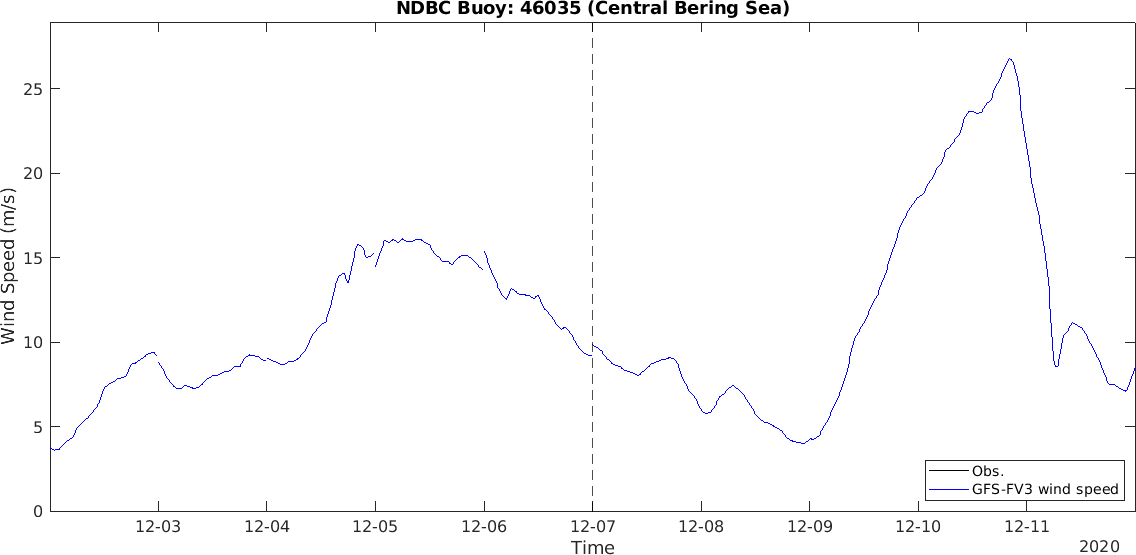 NDBC Buoy: 46035 (Central Bering Sea)
25
20
15
10
5
0
Wind Speed (m/s)
Obs.
GFS-FV3 wind speed
12-03 12-04 12-05 12-06 12-07 12-08 12-09 12-10 12-11
Time
2020